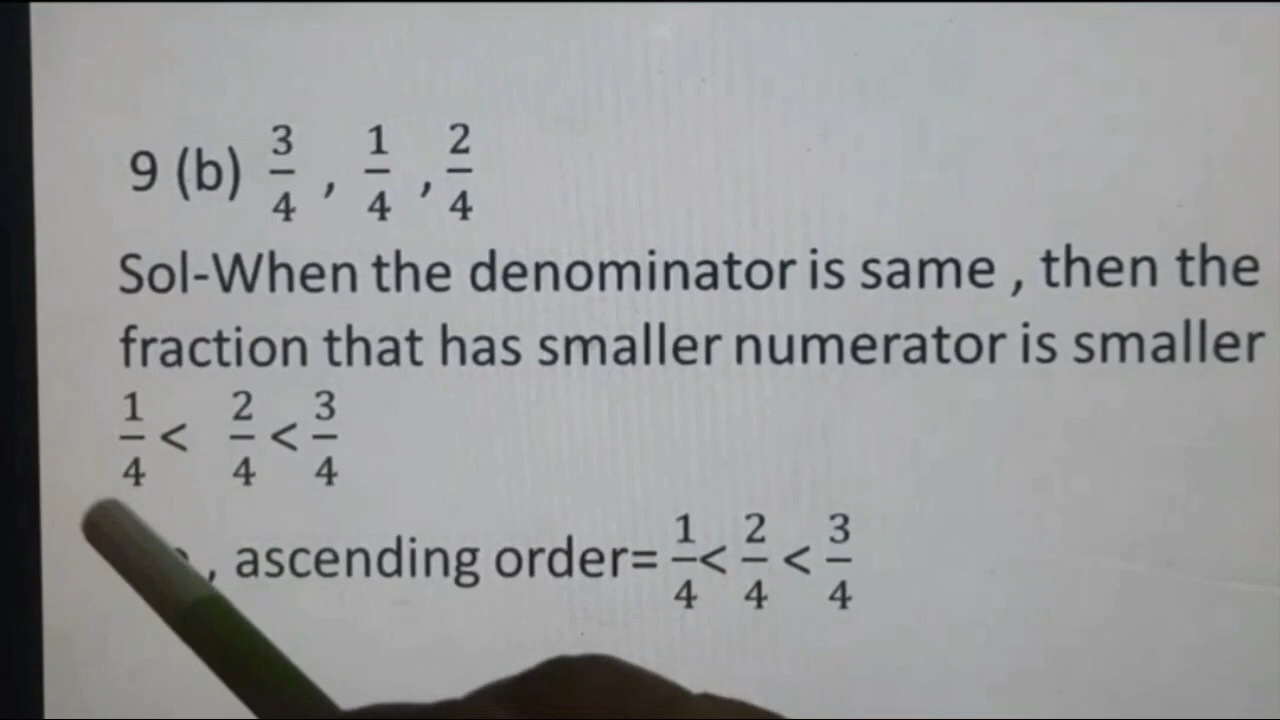 9 (b) 3/4 , 1/4 , 2/4
Sol-When the denominator is same , then the
fraction that has smaller numerator is smaller
1/4 < 2/4 < 3/4
, ascending order= 1/4 < 2/4 < 3/4